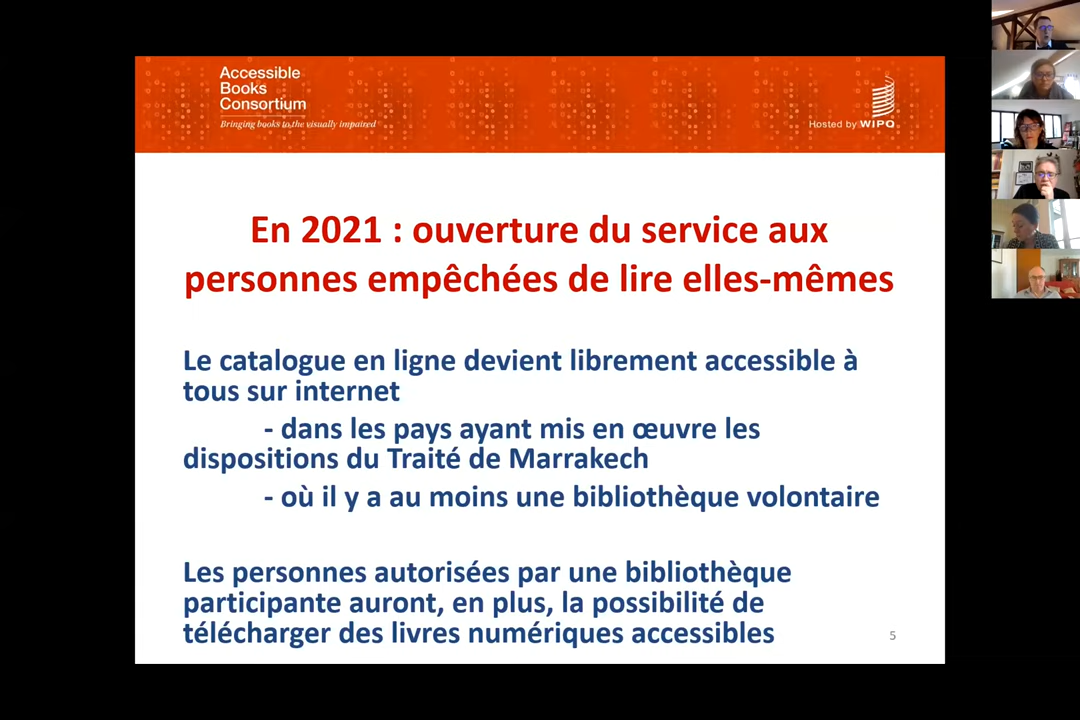 Accessible
Books
Consortium
Bringing books to the visually impaired
Hosted by WIPO
En 2021 : ouverture du service aux
personnes empêchées de lire elles-mêmes
Le catalogue en ligne devient librement accessible à
tous sur internet
- dans les pays ayant mis en œuvre les
dispositions du Traité de Marrakech
- où il y a au moins une bibliothèque volontaire
Les personnes autorisées par une bibliothèque
participante auront, en plus, la possibilité de
télécharger des livres numériques accessibles
5